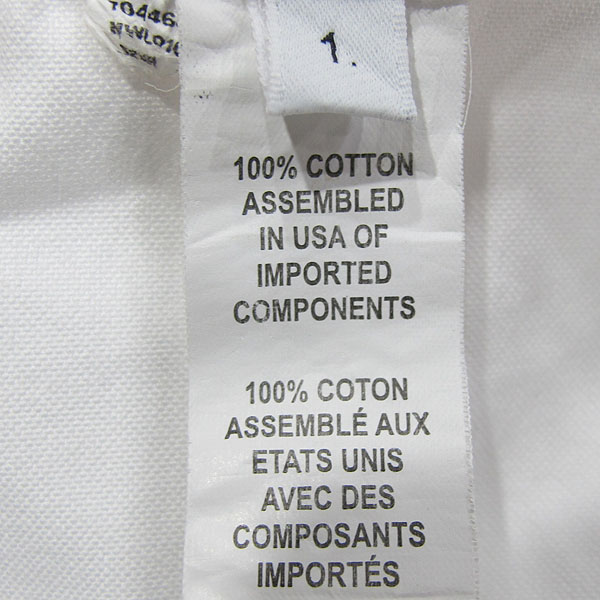 1.
100% COTTON
ASSEMBLED
IN USA OF
IMPORTED
COMPONENTS
100% COTON
ASSEMBLÉ AUX
ETATS UNIS
AVEC DES
COMPOSANTS
IMPORTÉS